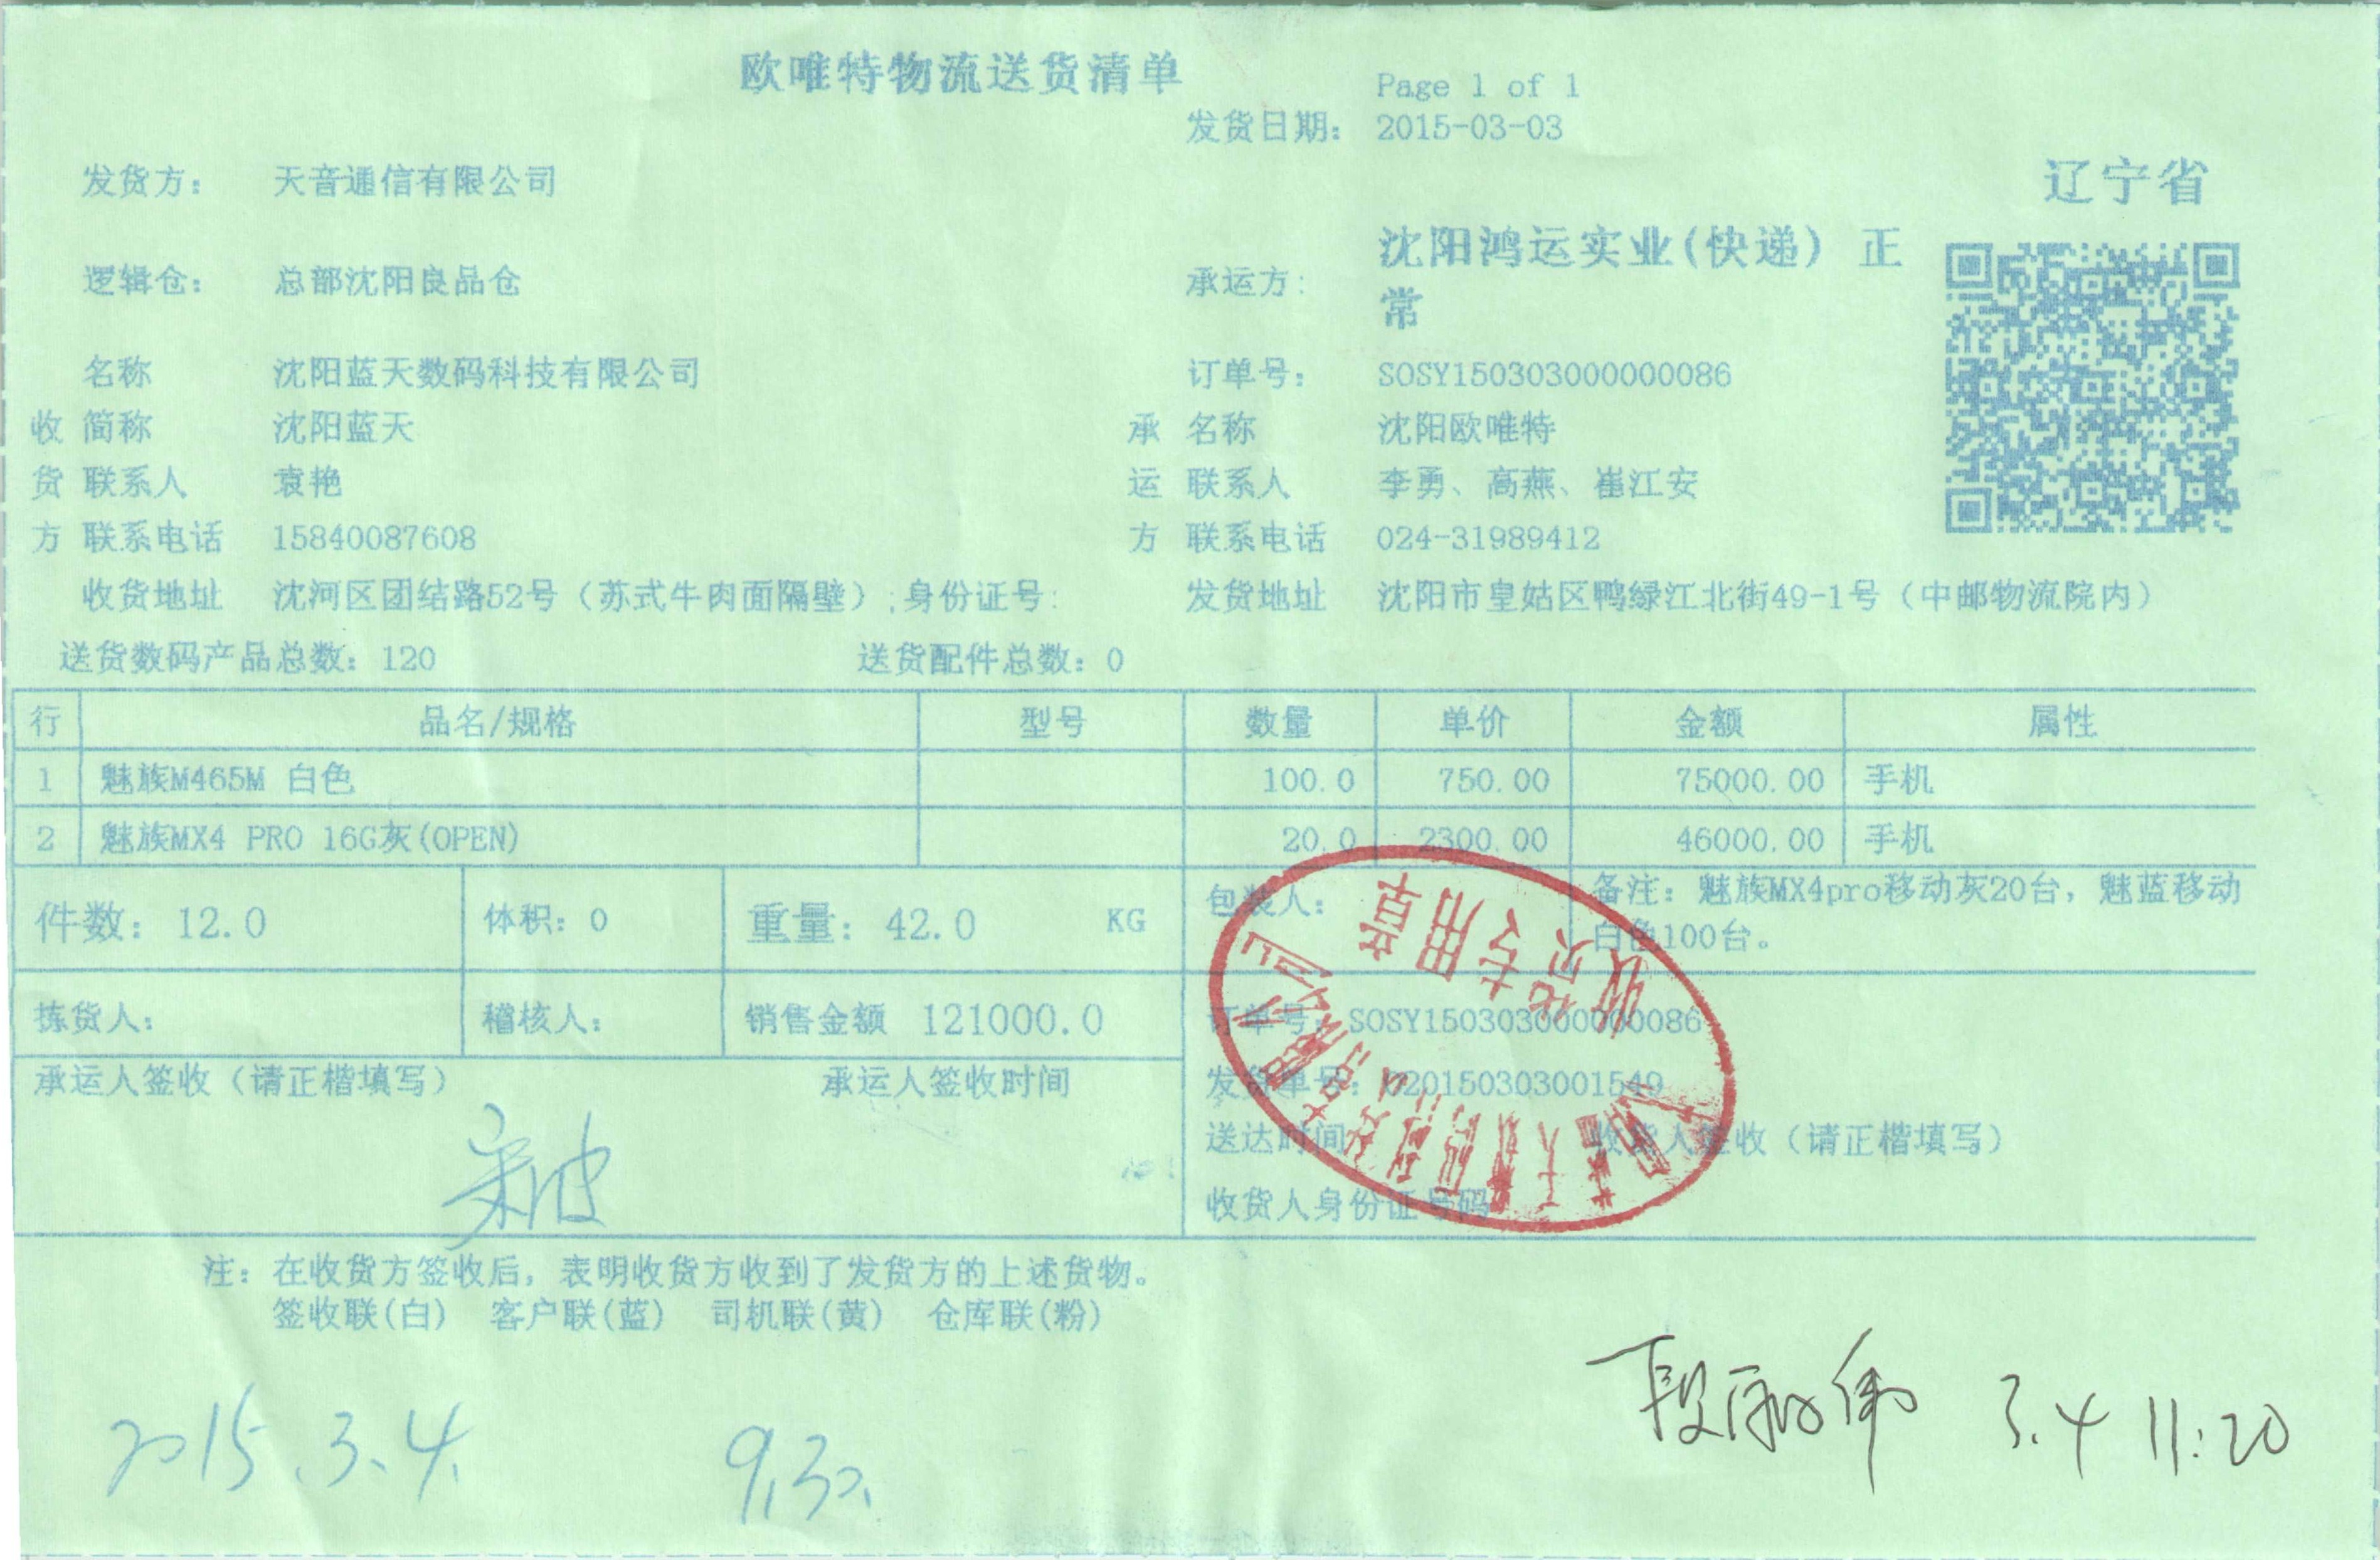 欧唯特物流送货清单
Page 1 of 1
发货日期： 2015-03-03
发货方： 天音通信有限公司
辽宁省
逻辑仓： 总部沈阳良品仓
承运方： 沈阳鸿运实业(快递) 正
常
名称 沈阳蓝天数码科技有限公司 订单号： SOSY150303000000086
收 简称 沈阳蓝天 承 名称 沈阳欧唯特
货 联系人 袁艳 运 联系人 李勇、高燕、崔江安
方 联系电话 15840087608 方 联系电话 024-31989412
收货地址 沈河区团结路52号（苏式牛肉面隔壁）;身份证号: 发货地址 沈阳市皇姑区鸭绿江北街49-1号（中邮物流院内）
送货数码产品总数：120 送货配件总数：0
行 品名/规格 型号 数量 单价 金额 属性
1 魅族M465M 白色 100.0 750.00 75000.00 手机
2 魅族MX4 PRO 16G灰(OPEN) 20.0 2300.00 46000.00 手机
件数：12.0 体积：0 重量：42.0 KG 包装人： 备注：魅族MX4pro移动灰20台，魅蓝移动
白色100台。
拣货人： 稽核人： 销售金额 121000.0 订单号：SOSY150303000000086
承运人签收（请正楷填写） 承运人签收时间 发货单号：020150303001549
送达时间 收货人签收（请正楷填写）
收货人身份证号码
收货专用章
注：在收货方签收后，表明收货方收到了发货方的上述货物。
签收联(白) 客户联(蓝) 司机联(黄) 仓库联(粉)
3.4 11:20
2015.3.4. 9.30.